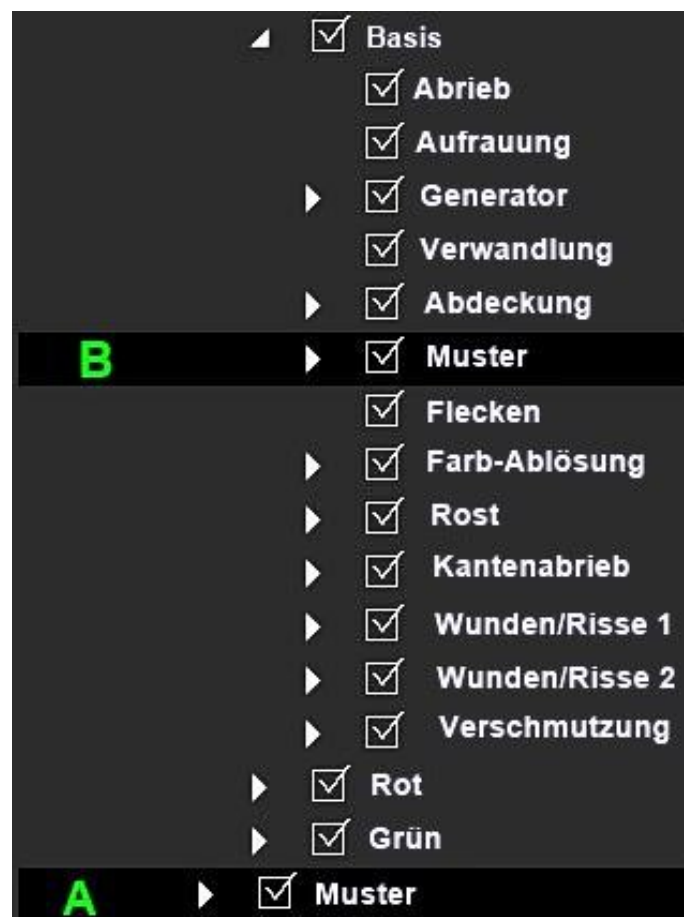 Basis
Abrieb
Aufrauung
Generator
Verwandlung
Abdeckung
B Muster
Flecken
Farb-Ablösung
Rost
Kantenabrieb
Wunden/Risse 1
Wunden/Risse 2
Verschmutzung
Rot
Grün
A Muster